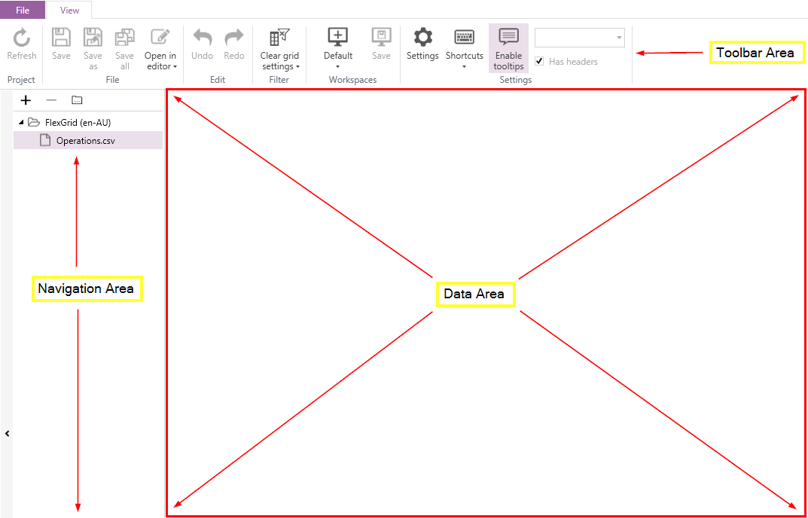 File View
Refresh Save Save as Save all Open in editor Undo Redo Clear grid settings Default Save Settings Shortcuts Enable tooltips Has headers
Project File Edit Filter Workspaces Settings
Toolbar Area
FlexGrid (en-AU)
Operations.csv
Navigation Area
Data Area